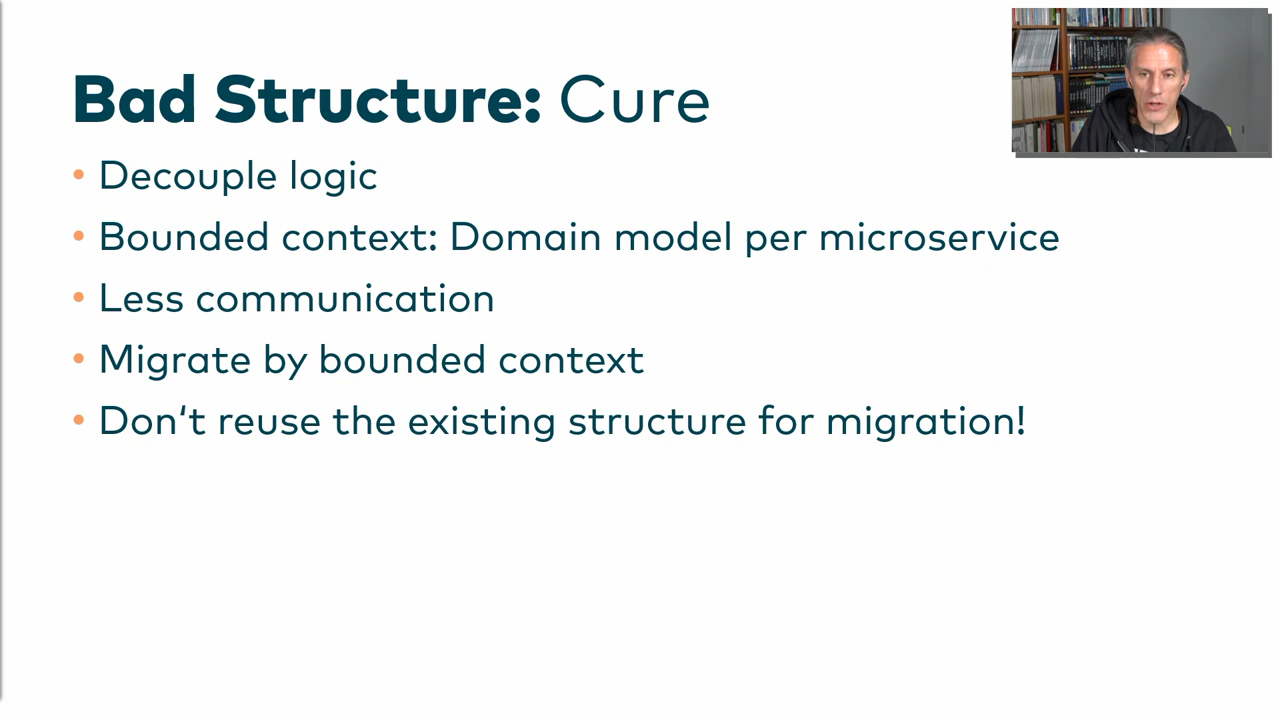 Bad Structure: Cure
• Decouple logic
• Bounded context: Domain model per microservice
• Less communication
• Migrate by bounded context
• Don‘t reuse the existing structure for migration!